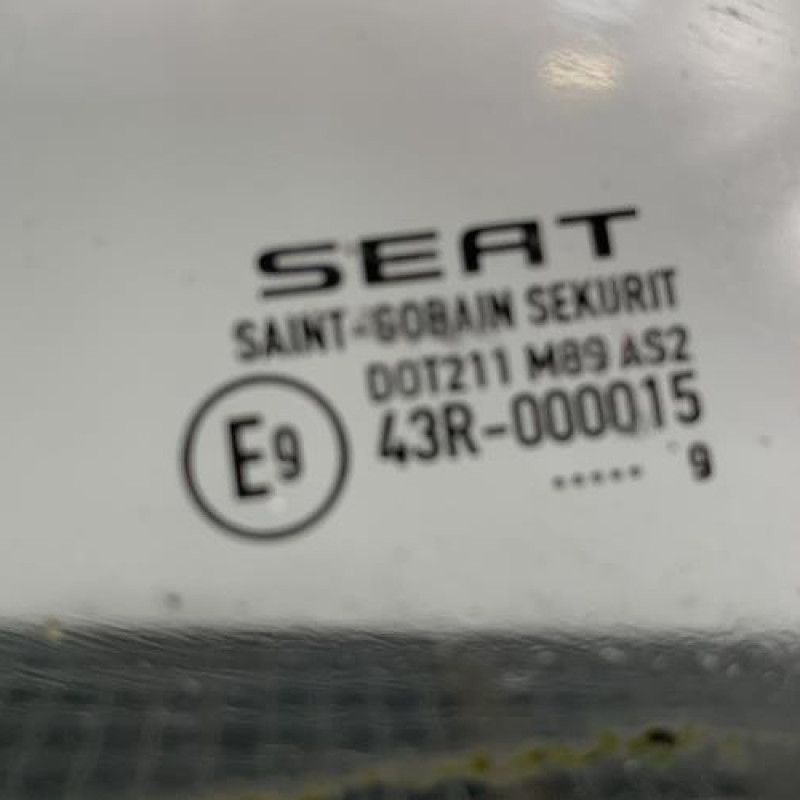 SEAT
SAINT-GOBAIN SEKURIT
DOT211 M89 AS2
E9 43R-000015
..... 9